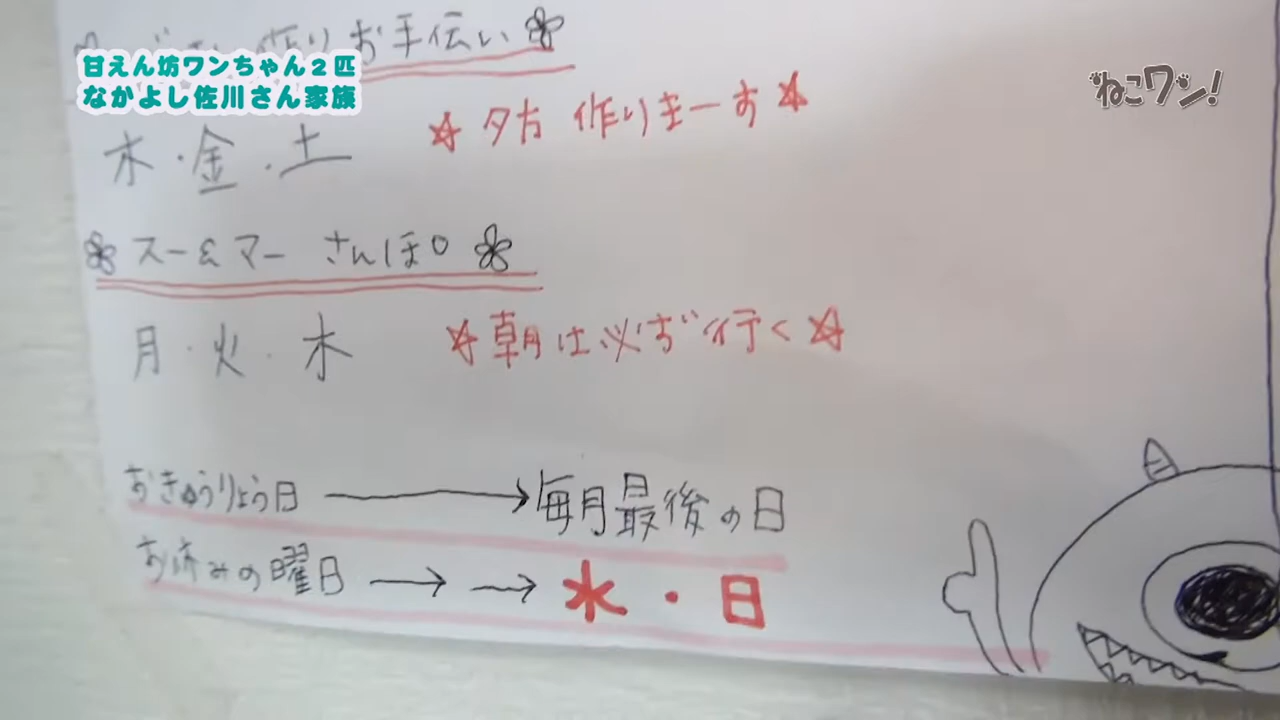 甘えん坊ワンちゃん2匹
なかよし佐川さん家族
ねこワン!
作りお手伝い
木・金・土
☆夕方 作りまーす☆
スー&マー さんぽ
月・火・木
☆朝は必ず行く☆
おきゅうりょう日 → 毎月最後の日
お休みの曜日 → → 水・日